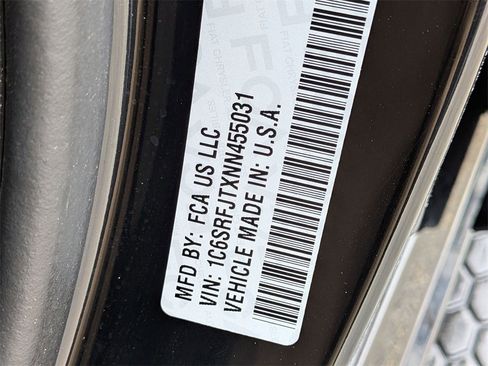 MFD BY: FCA US LLC
VIN: 1C6SRFJTXNN455031
VEHICLE MADE IN: U.S.A.